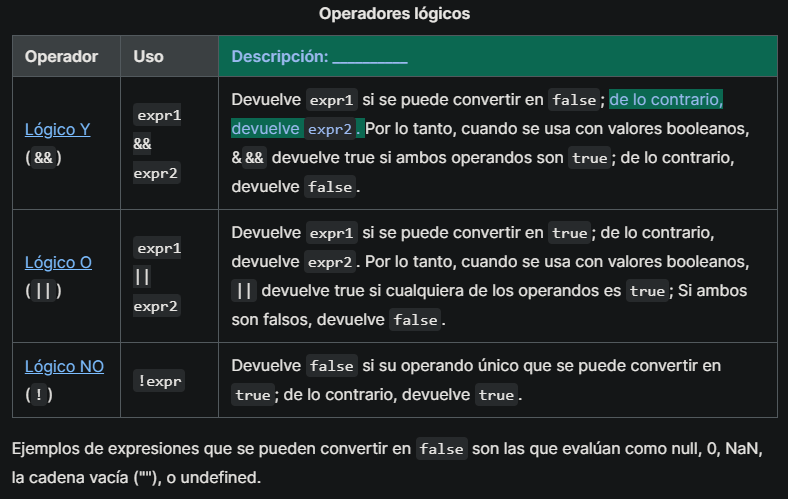 Operadores lógicos
Operador Uso Descripción: _________
Lógico Y
(&&)
expr1
&&
expr2
Devuelve expr1 si se puede convertir en false; de lo contrario,
devuelve expr2. Por lo tanto, cuando se usa con valores booleanos,
&&& devuelve true si ambos operandos son true; de lo contrario,
devuelve false.
Lógico O
(||)
expr1
||
expr2
Devuelve expr1 si se puede convertir en true; de lo contrario,
devuelve expr2. Por lo tanto, cuando se usa con valores booleanos,
|| devuelve true si cualquiera de los operandos es true; Si ambos
son falsos, devuelve false.
Lógico NO
(!)
!expr
Devuelve false si su operando único que se puede convertir en
true; de lo contrario, devuelve true.
Ejemplos de expresiones que se pueden convertir en false son las que evalúan como null, 0, NaN,
la cadena vacía (""), o undefined.